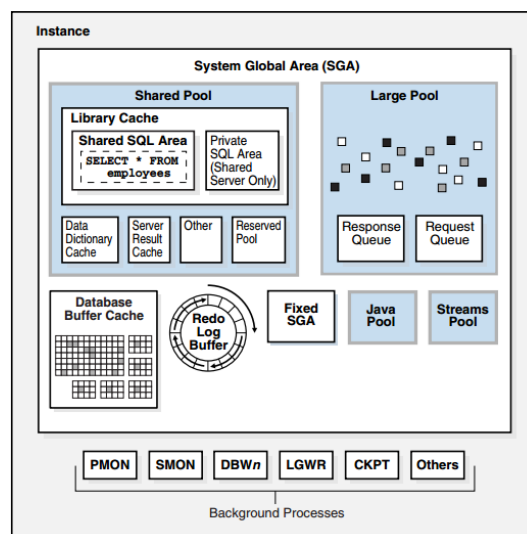 Instance
System Global Area (SGA)
Shared Pool
Library Cache
Shared SQL Area
SELECT * FROM
employees
Private
SQL Area
(Shared
Server Only)
Data
Dictionary
Cache
Server
Result
Cache
Other
Reserved
Pool
Large Pool
Response
Queue
Request
Queue
Database
Buffer Cache
Redo
Log
Buffer
Fixed
SGA
Java
Pool
Streams
Pool
PMON
SMON
DBWn
LGWR
CKPT
Others
Background Processes